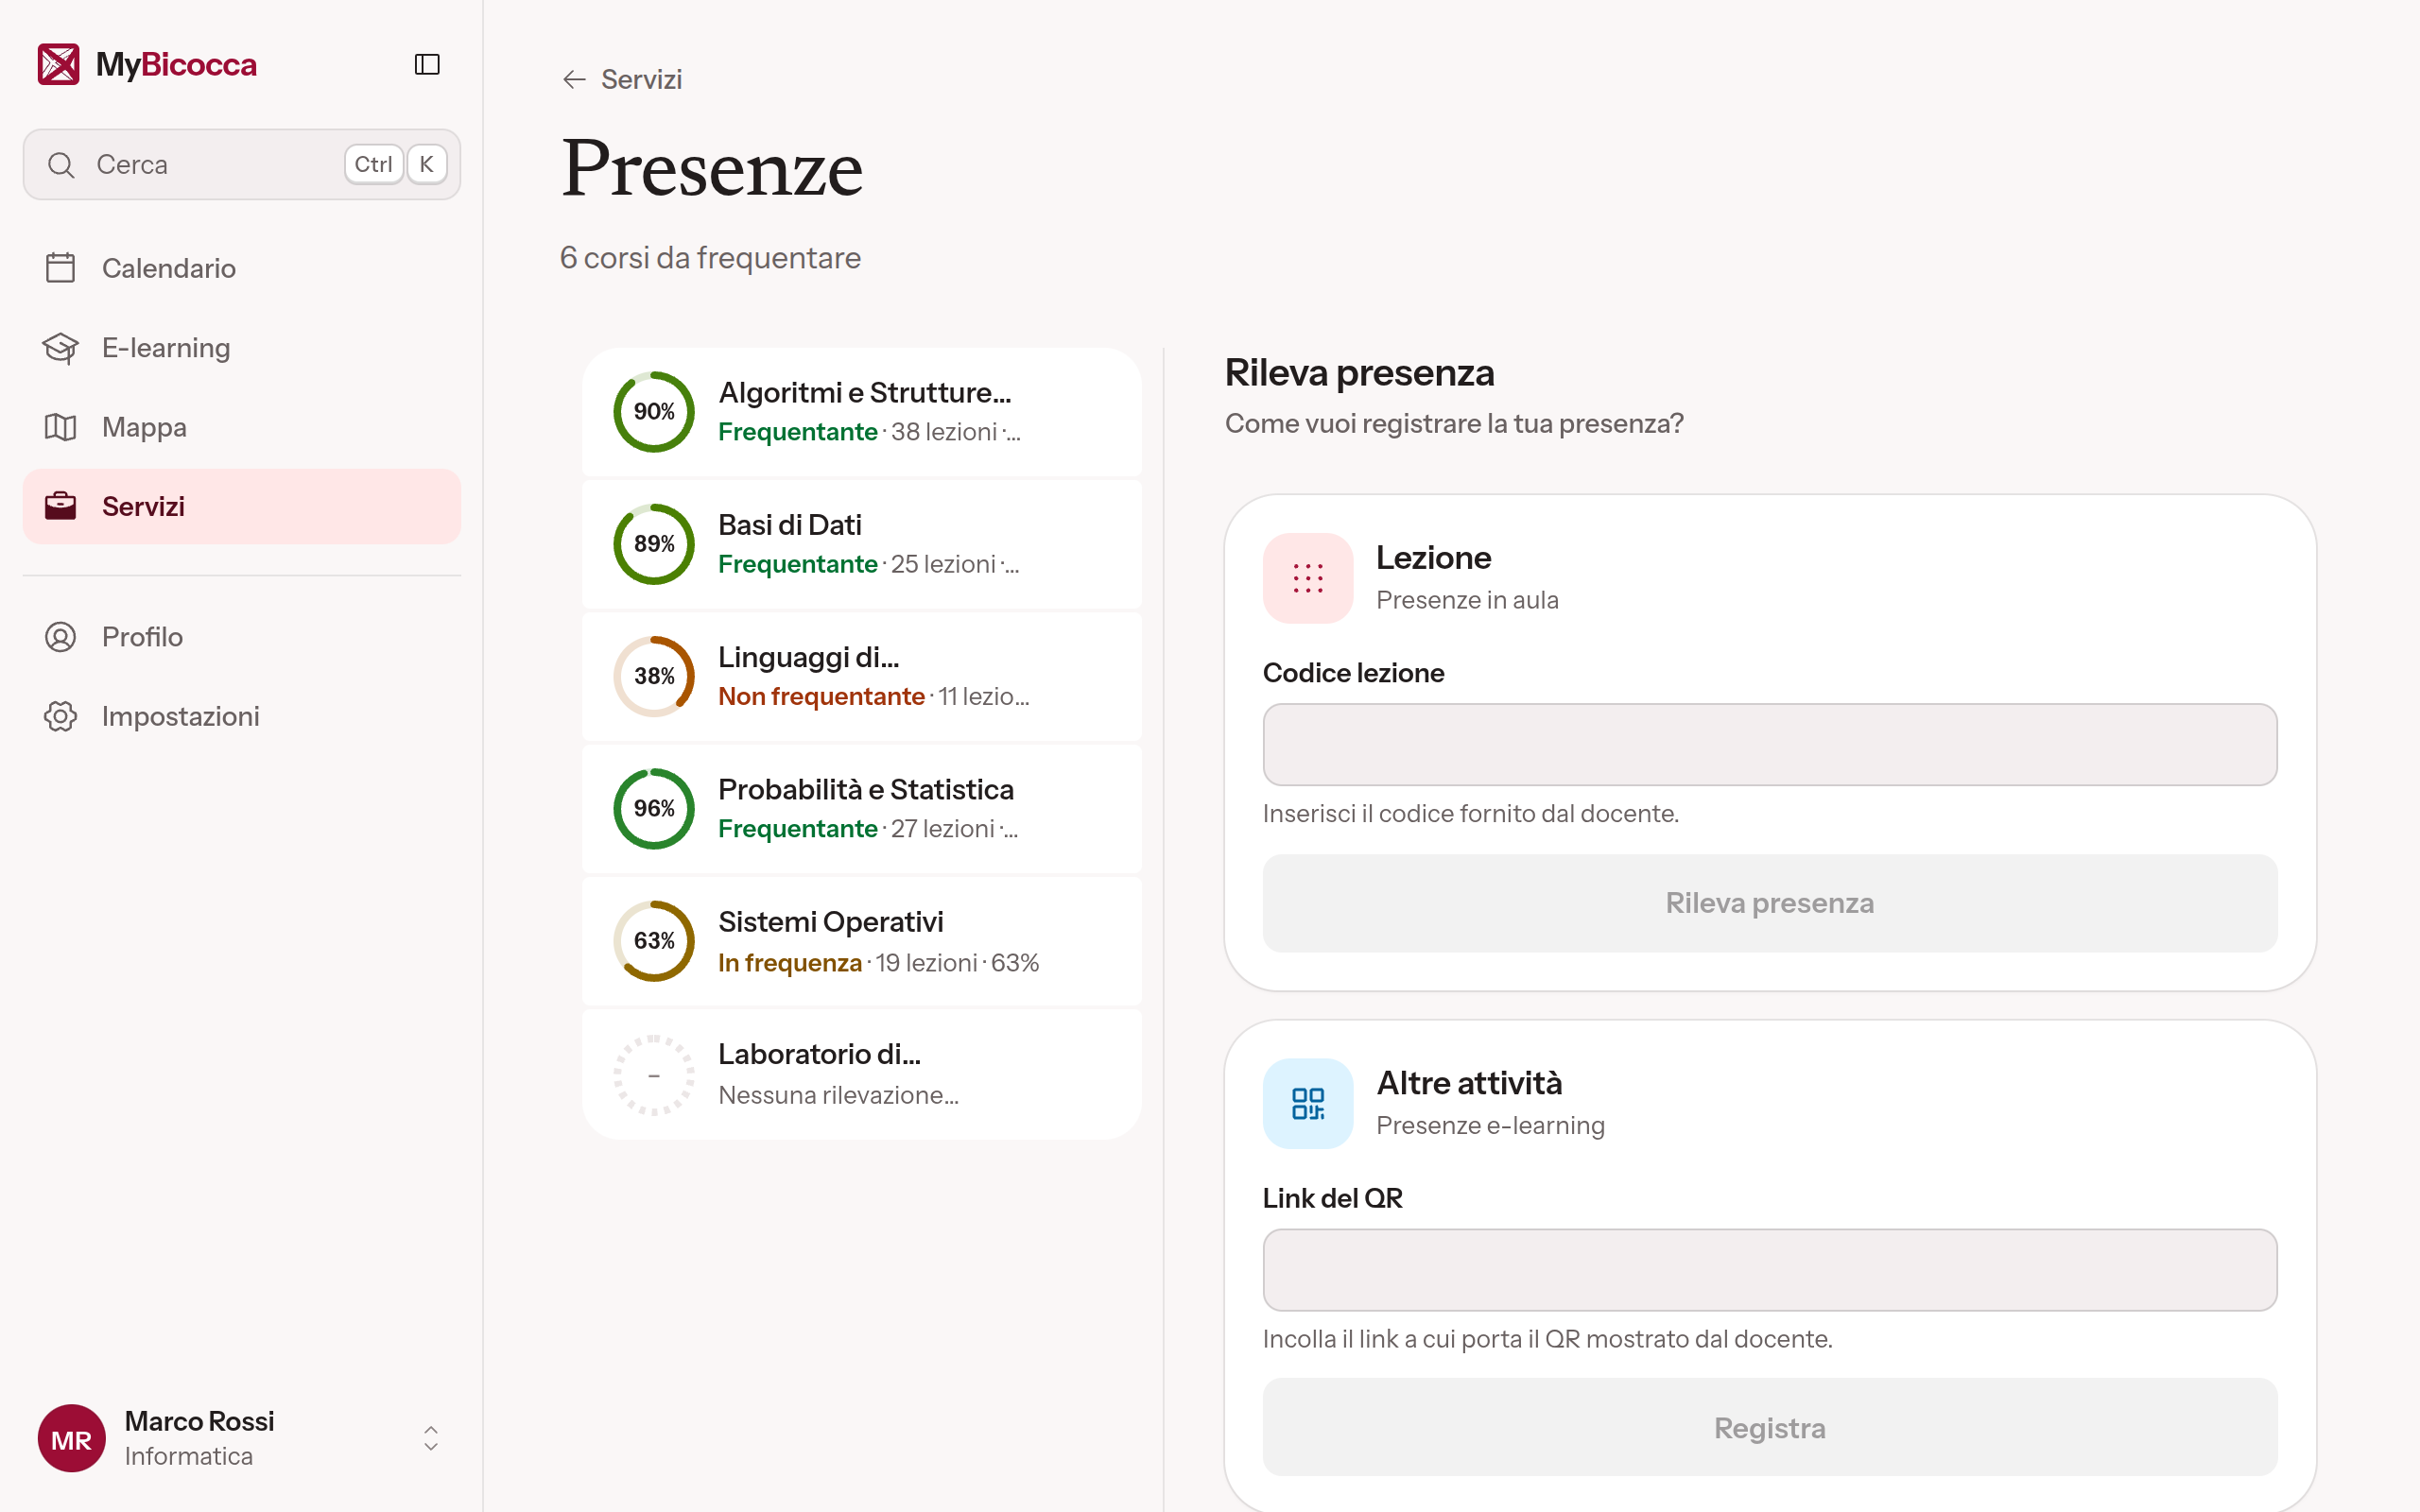 MyBicocca
Cerca
Ctrl K
Calendario
E-learning
Mappa
Servizi
Profilo
Impostazioni
MR
Marco Rossi
Informatica
Servizi
Presenze
6 corsi da frequentare
90%
Algoritmi e Strutture...
Frequentante · 38 lezioni ·...
89%
Basi di Dati
Frequentante · 25 lezioni ·...
38%
Linguaggi di...
Non frequentante · 11 lezio...
96%
Probabilità e Statistica
Frequentante · 27 lezioni ·...
63%
Sistemi Operativi
In frequenza · 19 lezioni · 63%
–
Laboratorio di...
Nessuna rilevazione...
Rileva presenza
Come vuoi registrare la tua presenza?
Lezione
Presenze in aula
Codice lezione
Inserisci il codice fornito dal docente.
Rileva presenza
Altre attività
Presenze e-learning
Link del QR
Incolla il link a cui porta il QR mostrato dal docente.
Registra